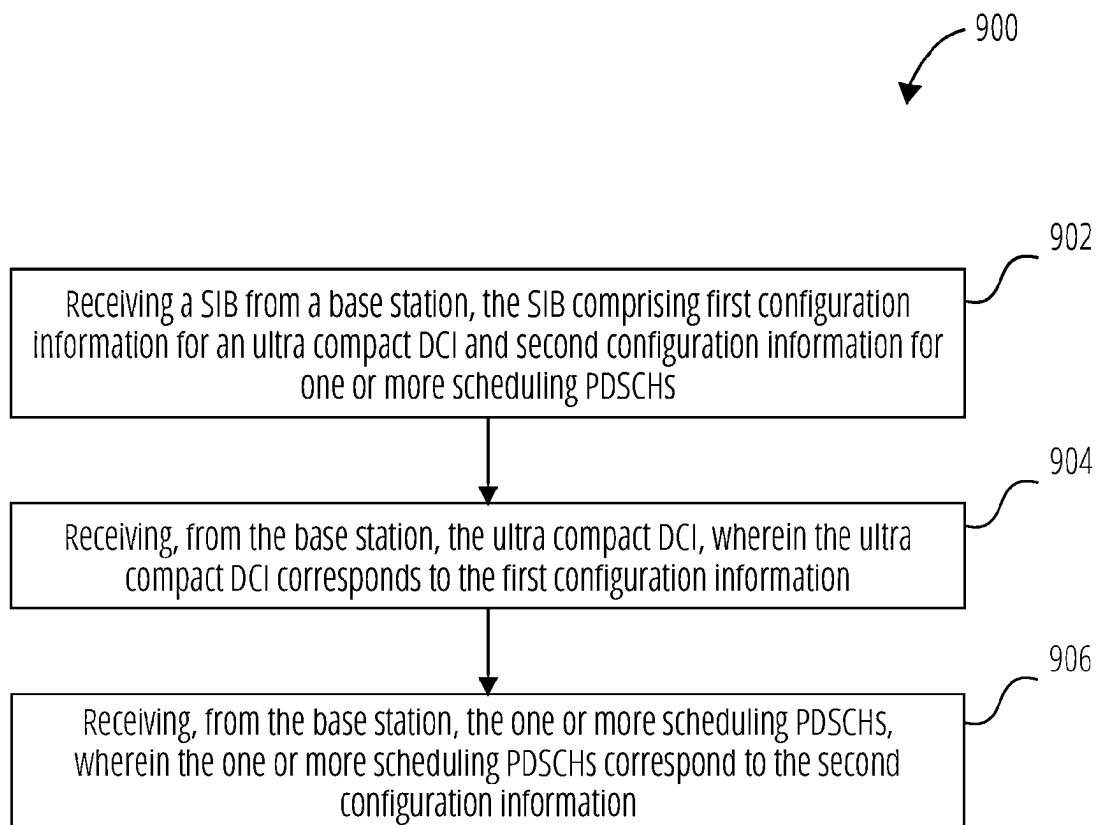 900
902
Receiving a SIB from a base station, the SIB comprising first configuration
information for an ultra compact DCI and second configuration information for
one or more scheduling PDSCHs
904
Receiving, from the base station, the ultra compact DCI, wherein the ultra
compact DCI corresponds to the first configuration information
906
Receiving, from the base station, the one or more scheduling PDSCHs,
wherein the one or more scheduling PDSCHs correspond to the second
configuration information